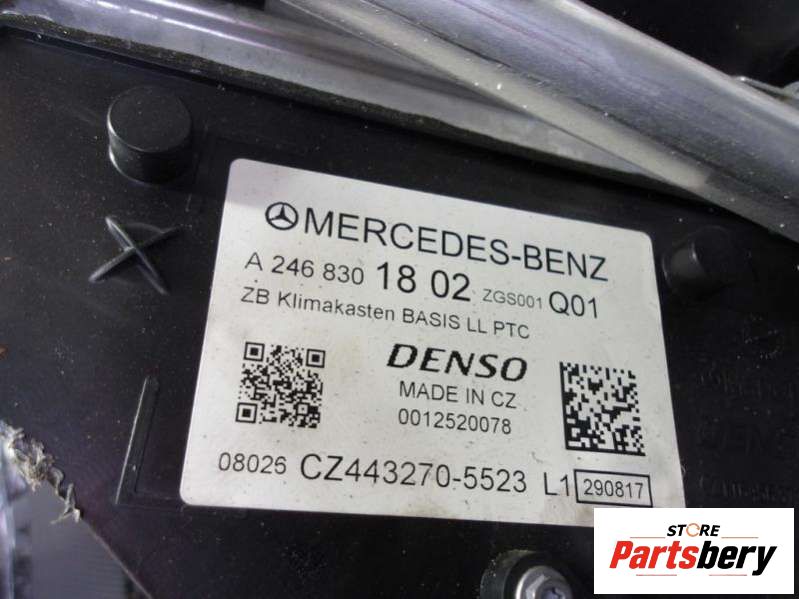 MERCEDES-BENZ
A 246 830 18 02 ZGS001 Q01
ZB Klimakasten BASIS LL PTC
DENSO
MADE IN CZ
0012520078
08026 CZ443270-5523 L1 290817
STORE
Partsbery